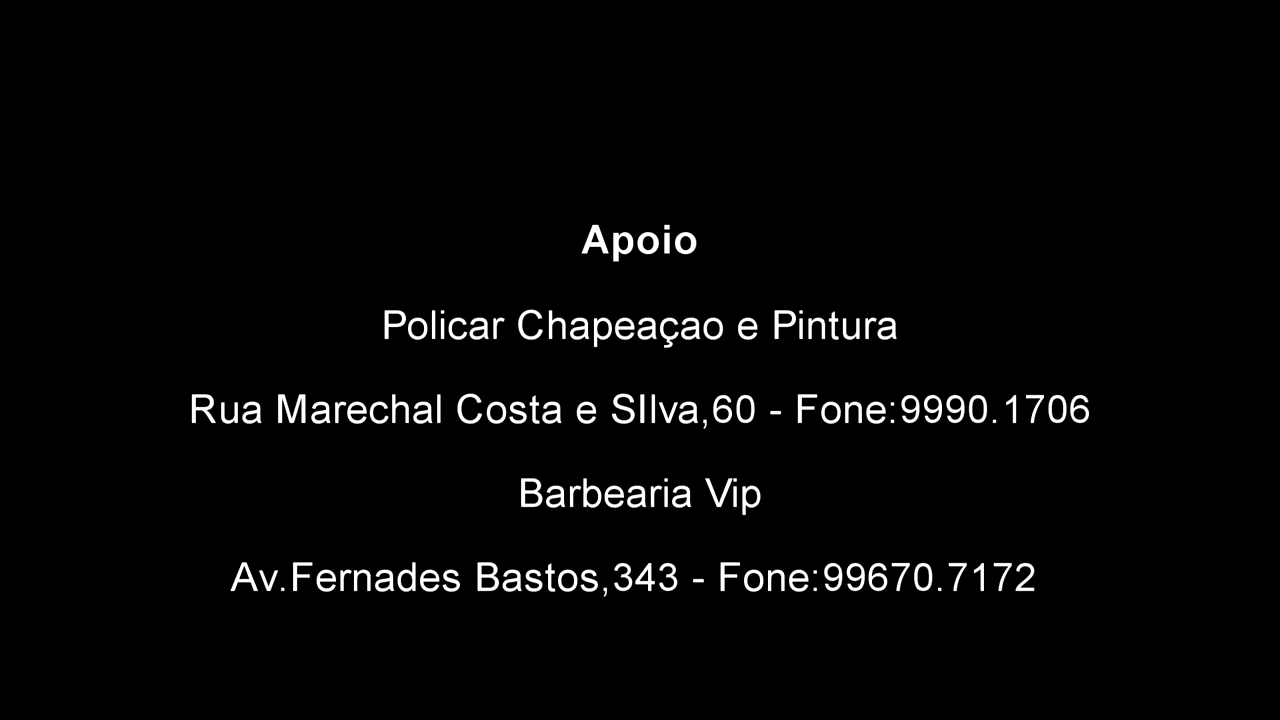 Apoio
Policar Chapeaçao e Pintura
Rua Marechal Costa e SIlva,60 - Fone:9990.1706
Barbearia Vip
Av.Fernades Bastos,343 - Fone:99670.7172